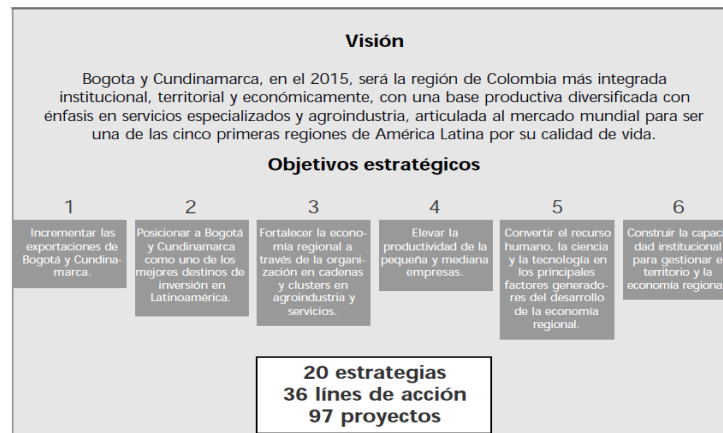 Visión
Bogota y Cundinamarca, en el 2015, será la región de Colombia más integrada
institucional, territorial y económicamente, con una base productiva diversificada con
énfasis en servicios especializados y agroindustria, articulada al mercado mundial para ser
una de las cinco primeras regiones de América Latina por su calidad de vida.
Objetivos estratégicos
1
Incrementar las
exportaciones de
Bogotá y Cundina-
marca.
2
Posicionar a Bogotá
y Cundinamarca
como uno de los
mejores destinos de
inversión en
Latinoamérica.
3
Fortalecer la econo-
mía regional a
través de la organi-
zación en cadenas
y clusters en
agroindustria y
servicios.
4
Elevar la
productividad de la
pequeña y mediana
empresas.
5
Convertir el recurso
humano, la ciencia
y la tecnología en
los principales
factores generado-
res del desarrollo
de la economía
regional.
6
Construir la capaci-
dad institucional
para gestionar e
territorio y la
economía regiona
20 estrategias
36 línes de acción
97 proyectos